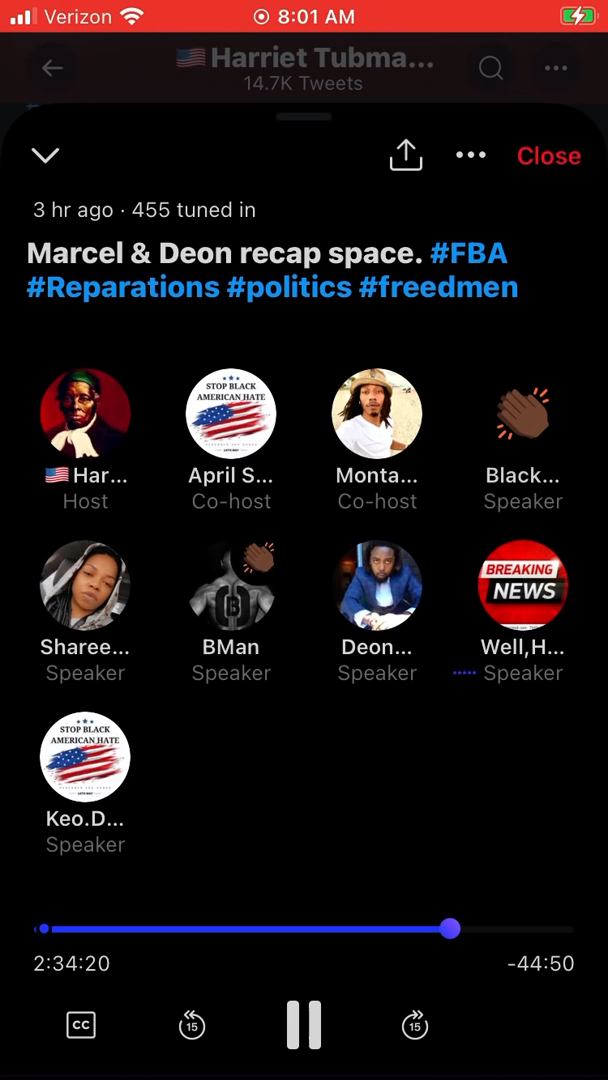 Verizon 8:01 AM
🇺🇸Harriet Tubma...
14.7K Tweets
Close
3 hr ago · 455 tuned in
Marcel & Deon recap space. #FBA
#Reparations #politics #freedmen
STOP BLACK
AMERICAN HATE
🇺🇸Har... April S... Monta... Black...
Host Co-host Co-host Speaker
B
BREAKING
NEWS
Sharee... BMan Deon... Well,H...
Speaker Speaker Speaker Speaker
STOP BLACK
AMERICAN HATE
Keo.D...
Speaker
2:34:20 -44:50
CC 15 15